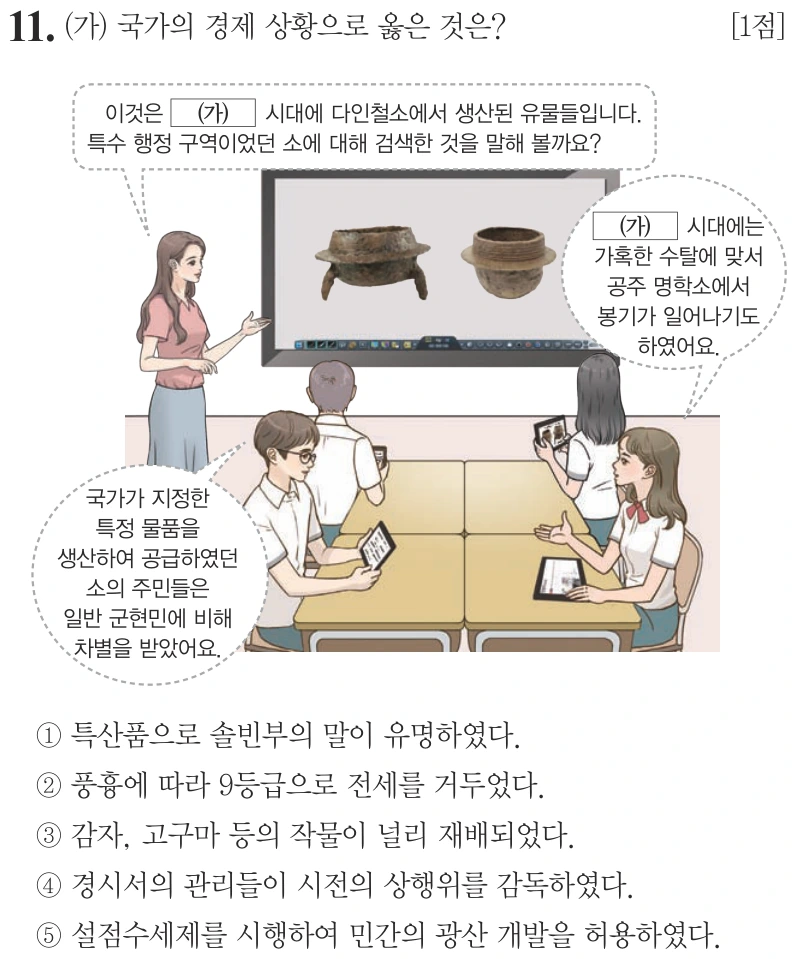 11. (가) 국가의 경제 상황으로 옳은 것은? [1점]
이것은 (가) 시대에 다인철소에서 생산된 유물들입니다.
특수 행정 구역이었던 소에 대해 검색한 것을 말해 볼까요?
(가) 시대에는
가혹한 수탈에 맞서
공주 명학소에서
봉기가 일어나기도
하였어요.
국가가 지정한
특정 물품을
생산하여 공급하였던
소의 주민들은
일반 군현민에 비해
차별을 받았어요.
① 특산품으로 솔빈부의 말이 유명하였다.
② 풍흉에 따라 9등급으로 전세를 거두었다.
③ 감자, 고구마 등의 작물이 널리 재배되었다.
④ 경시서의 관리들이 시전의 상행위를 감독하였다.
⑤ 설점수세제를 시행하여 민간의 광산 개발을 허용하였다.